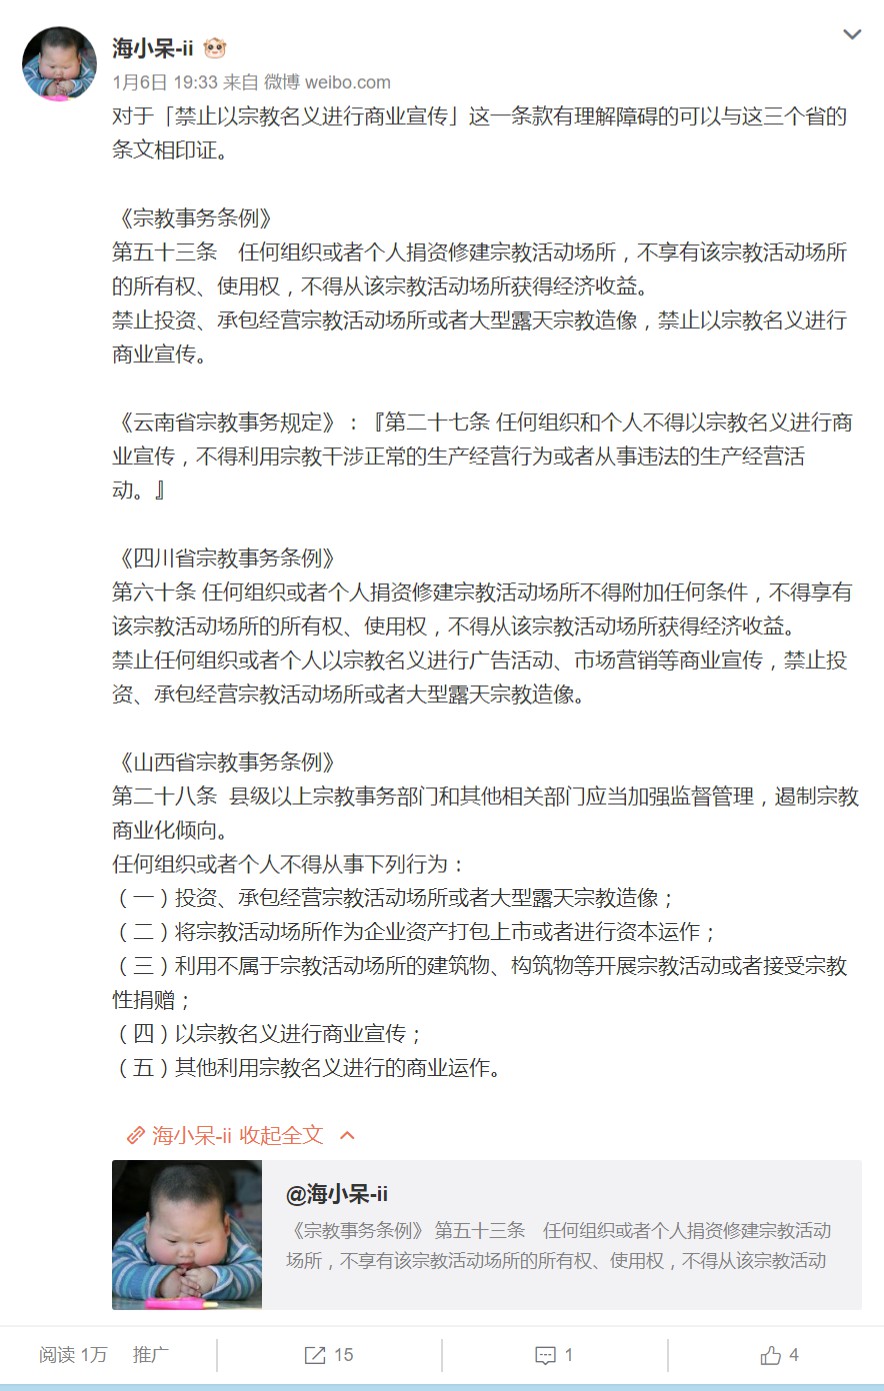 海小呆-ii
1月6日 19:33 来自 微博 weibo.com
对于「禁止以宗教名义进行商业宣传」这一条款有理解障碍的可以与这三个省的
条文相印证。
《宗教事务条例》
第五十三条　任何组织或者个人捐资修建宗教活动场所，不享有该宗教活动场所
的所有权、使用权，不得从该宗教活动场所获得经济收益。
禁止投资、承包经营宗教活动场所或者大型露天宗教造像，禁止以宗教名义进行
商业宣传。
《云南省宗教事务规定》：『第二十七条 任何组织和个人不得以宗教名义进行商
业宣传，不得利用宗教干涉正常的生产经营行为或者从事违法的生产经营活
动。』
《四川省宗教事务条例》
第六十条 任何组织或者个人捐资修建宗教活动场所不得附加任何条件，不得享有
该宗教活动场所的所有权、使用权，不得从该宗教活动场所获得经济收益。
禁止任何组织或者个人以宗教名义进行广告活动、市场营销等商业宣传，禁止投
资、承包经营宗教活动场所或者大型露天宗教造像。
《山西省宗教事务条例》
第二十八条 县级以上宗教事务部门和其他相关部门应当加强监督管理，遏制宗教
商业化倾向。
任何组织或者个人不得从事下列行为：
（一）投资、承包经营宗教活动场所或者大型露天宗教造像；
（二）将宗教活动场所作为企业资产打包上市或者进行资本运作；
（三）利用不属于宗教活动场所的建筑物、构筑物等开展宗教活动或者接受宗教
性捐赠；
（四）以宗教名义进行商业宣传；
（五）其他利用宗教名义进行的商业运作。
海小呆-ii 收起全文
@海小呆-ii
《宗教事务条例》 第五十三条　任何组织或者个人捐资修建宗教活动
场所，不享有该宗教活动场所的所有权、使用权，不得从该宗教活动
阅读 1万 推广 15 1 4